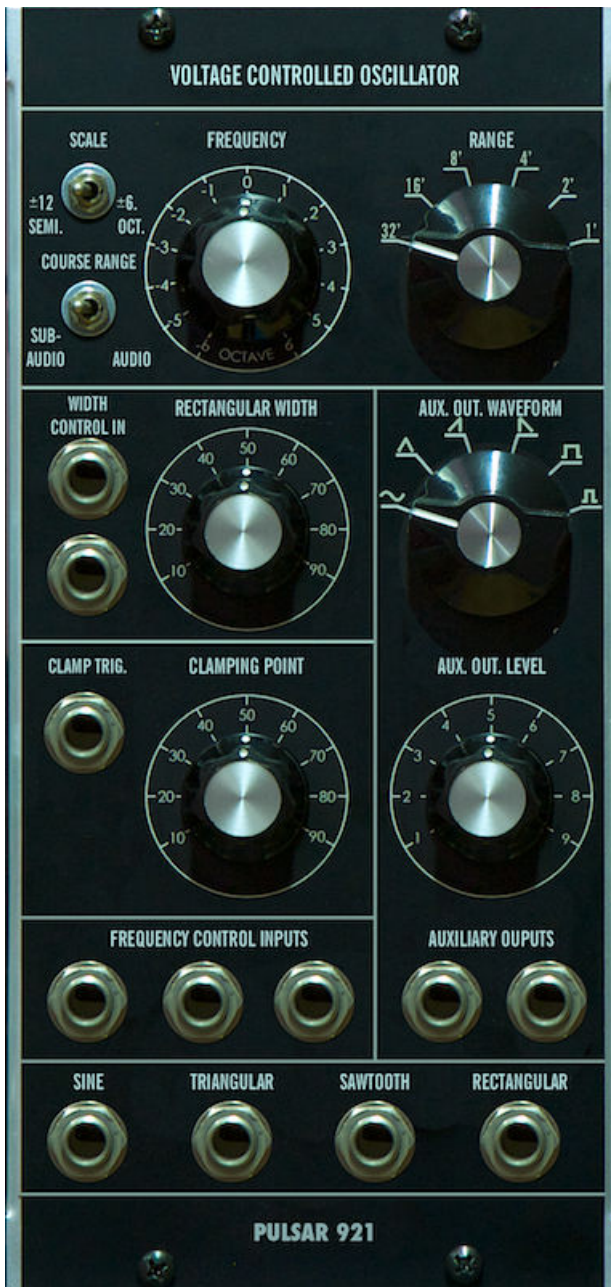 VOLTAGE CONTROLLED OSCILLATOR
SCALE
±12 SEMI.
±6. OCT.
COURSE RANGE
SUB-AUDIO
AUDIO
FREQUENCY
-6 -5 -4 -3 -2 -1 0 1 2 3 4 5 6
OCTAVE
RANGE
32' 16' 8' 4' 2' 1'
WIDTH
CONTROL IN
RECTANGULAR WIDTH
10 20 30 40 50 60 70 80 90
AUX. OUT. WAVEFORM
CLAMP TRIG.
CLAMPING POINT
10 20 30 40 50 60 70 80 90
AUX. OUT. LEVEL
1 2 3 4 5 6 7 8 9
FREQUENCY CONTROL INPUTS
AUXILIARY OUPUTS
SINE
TRIANGULAR
SAWTOOTH
RECTANGULAR
PULSAR 921